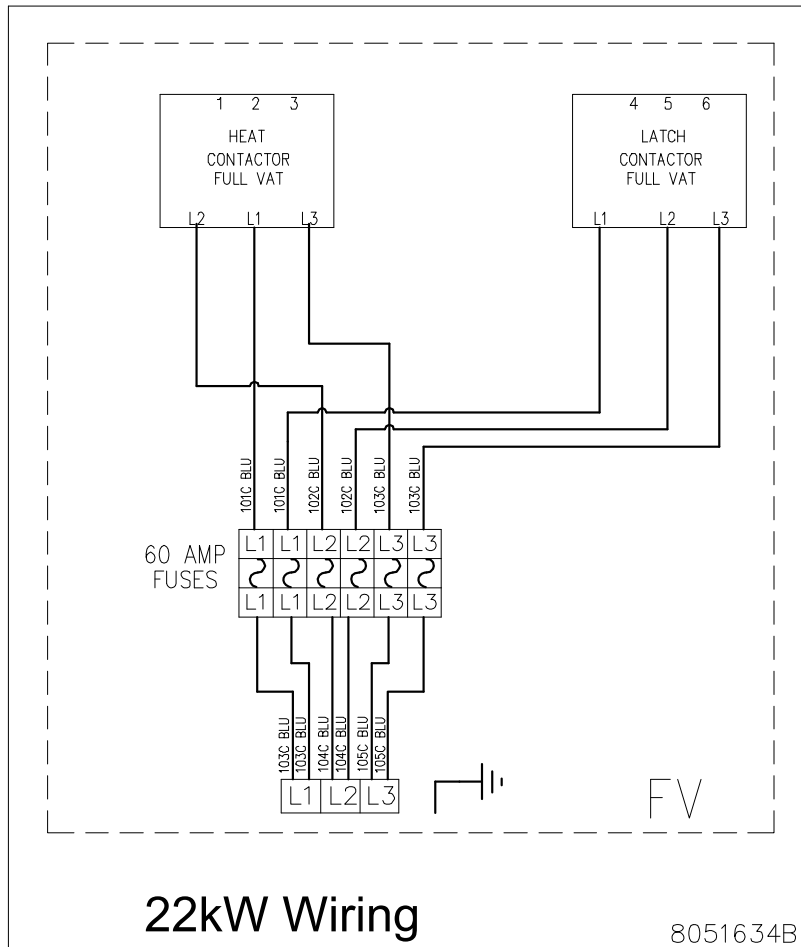 1 2 3
HEAT
CONTACTOR
FULL VAT
L2 L1 L3
4 5 6
LATCH
CONTACTOR
FULL VAT
L1 L2 L3
101C BLU
101C BLU
102C BLU
102C BLU
103C BLU
103C BLU
60 AMP
FUSES
L1 L1 L2 L2 L3 L3
L1 L1 L2 L2 L3 L3
103C BLU
103C BLU
104C BLU
104C BLU
105C BLU
105C BLU
L1 L2 L3
FV
22kW Wiring
8051634B